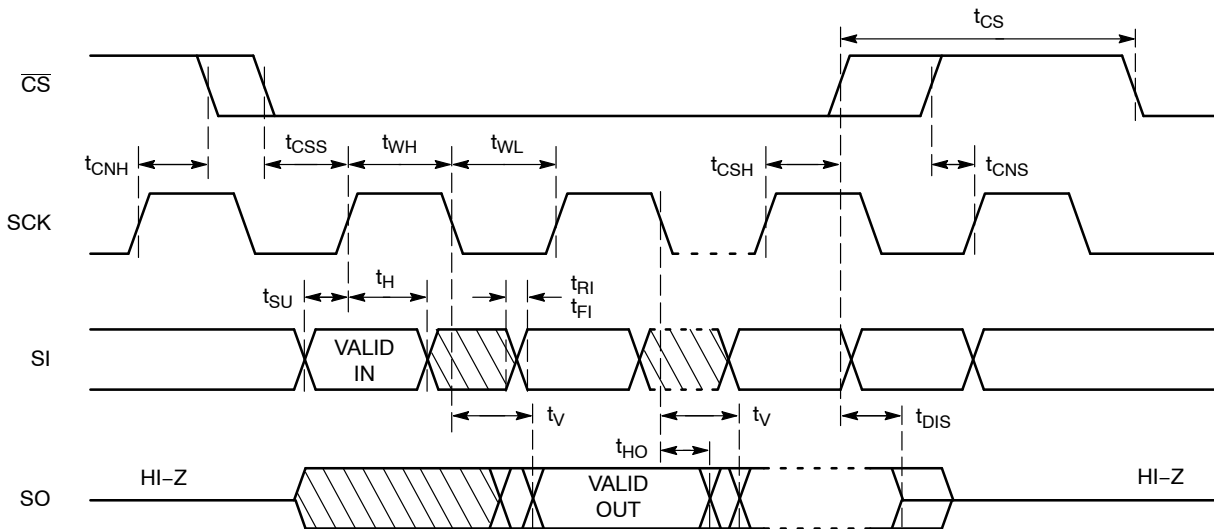 tCS
CS
tCNH
tCSS
tWH
tWL
tCSH
tCNS
SCK
tSU
tH
tRI
tFI
SI
VALID
IN
tV
tV
tDIS
tHO
SO
HI–Z
VALID
OUT
HI–Z